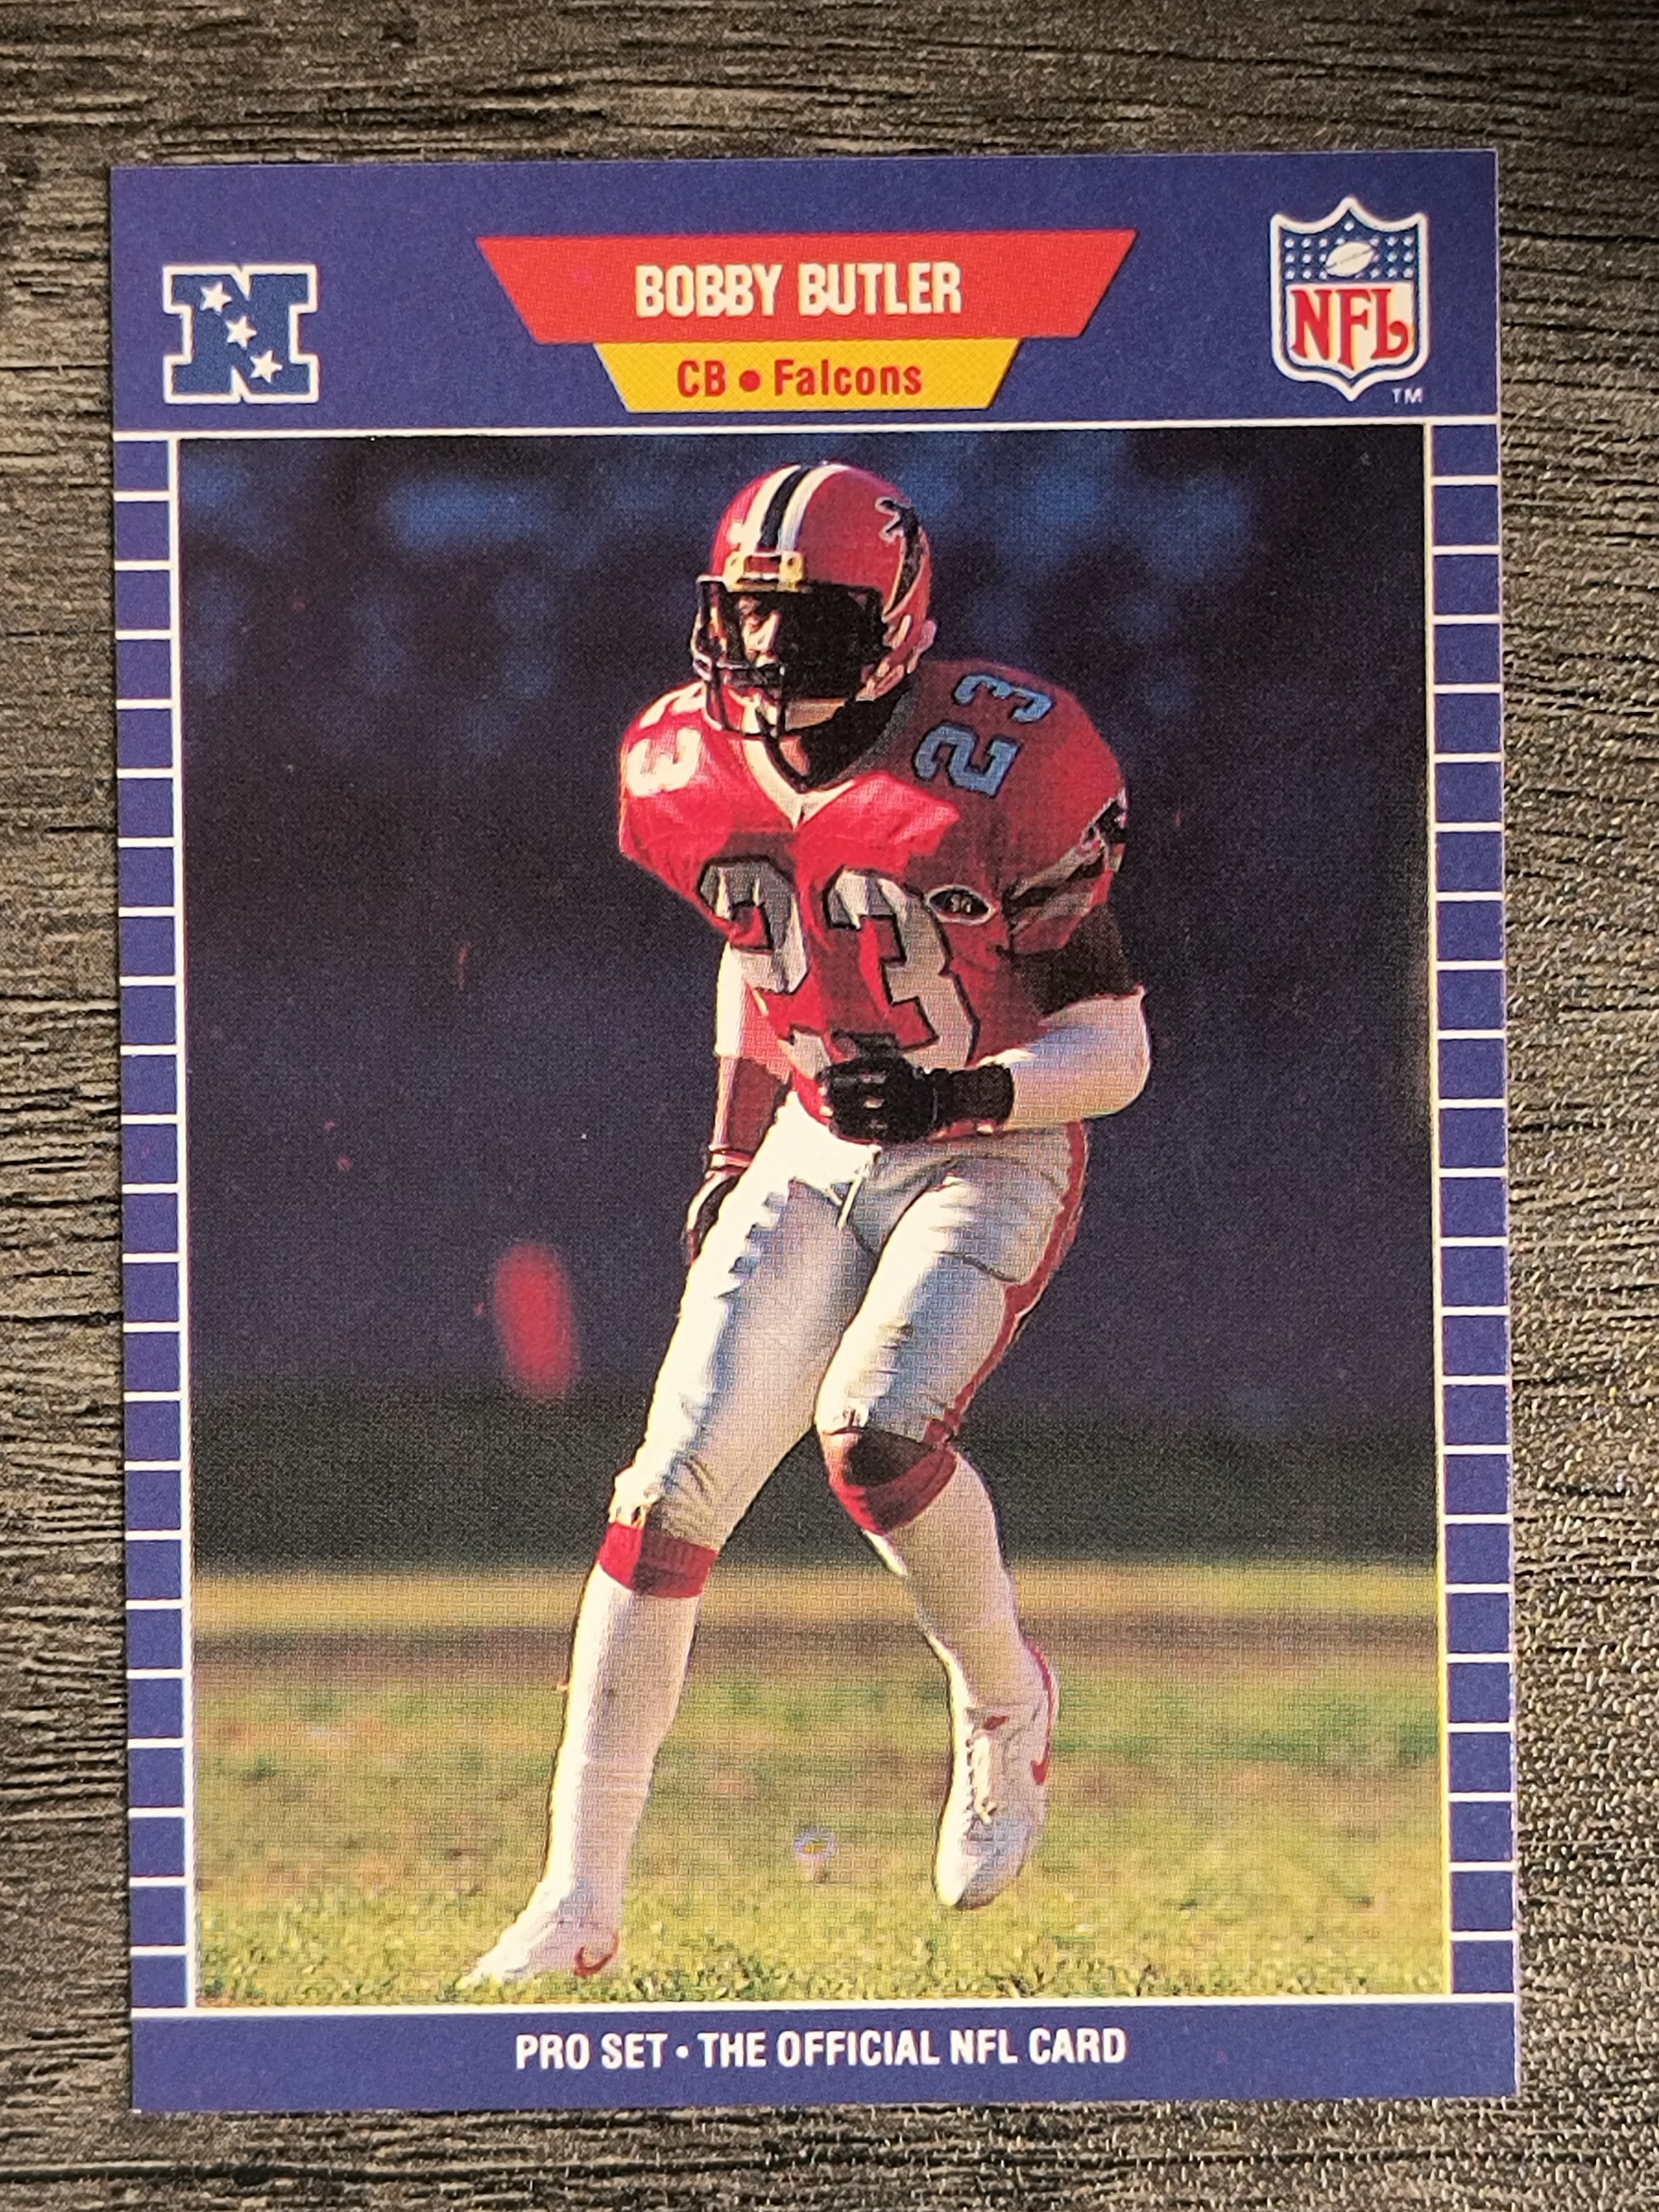 BOBBY BUTLER
N
NFL
CB • Falcons
TM
23
23
23
PRO SET • THE OFFICIAL NFL CARD